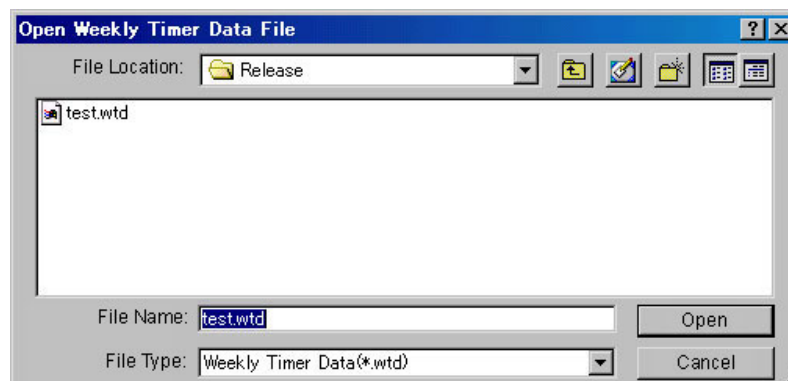 Open Weekly Timer Data File
File Location: Release
test.wtd
File Name: test.wtd Open
File Type: Weekly Timer Data(*.wtd) Cancel